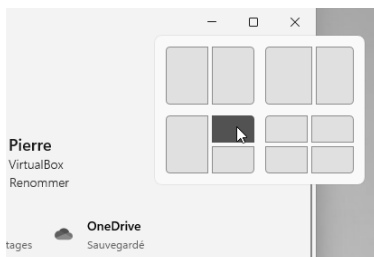 Pierre
VirtualBox
Renommer
OneDrive
tages
Sauvegardé